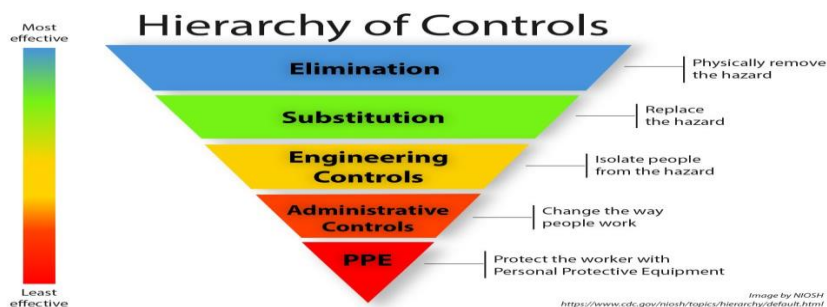 Hierarchy of Controls
Most
effective
Elimination
Physically remove
the hazard
Substitution
Replace
the hazard
Engineering
Controls
Isolate people
from the hazard
Administrative
Controls
Change the way
people work
PPE
Protect the worker with
Personal Protective Equipment
Least
effective
Image by NIOSH
https://www.cdc.gov/niosh/topics/hierarchy/default.html